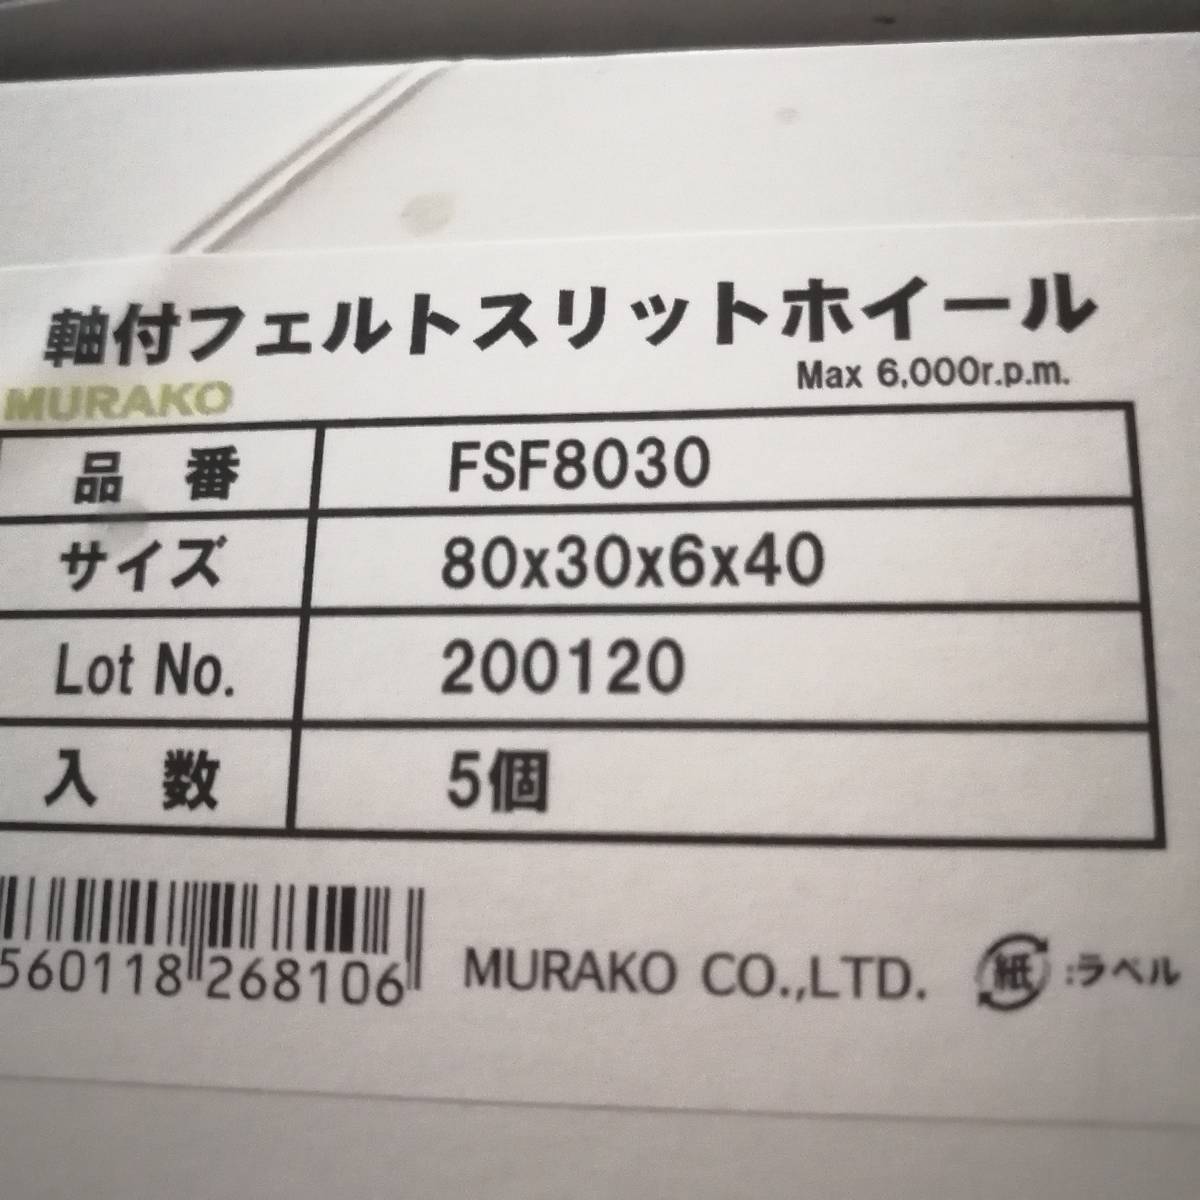 軸付フェルトスリットホイール
Max 6,000r.p.m.
MURAKO
品 番 FSF8030
サイズ 80x30x6x40
Lot No. 200120
入 数 5個
560118 268106
MURAKO CO.,LTD. 紙:ラベル